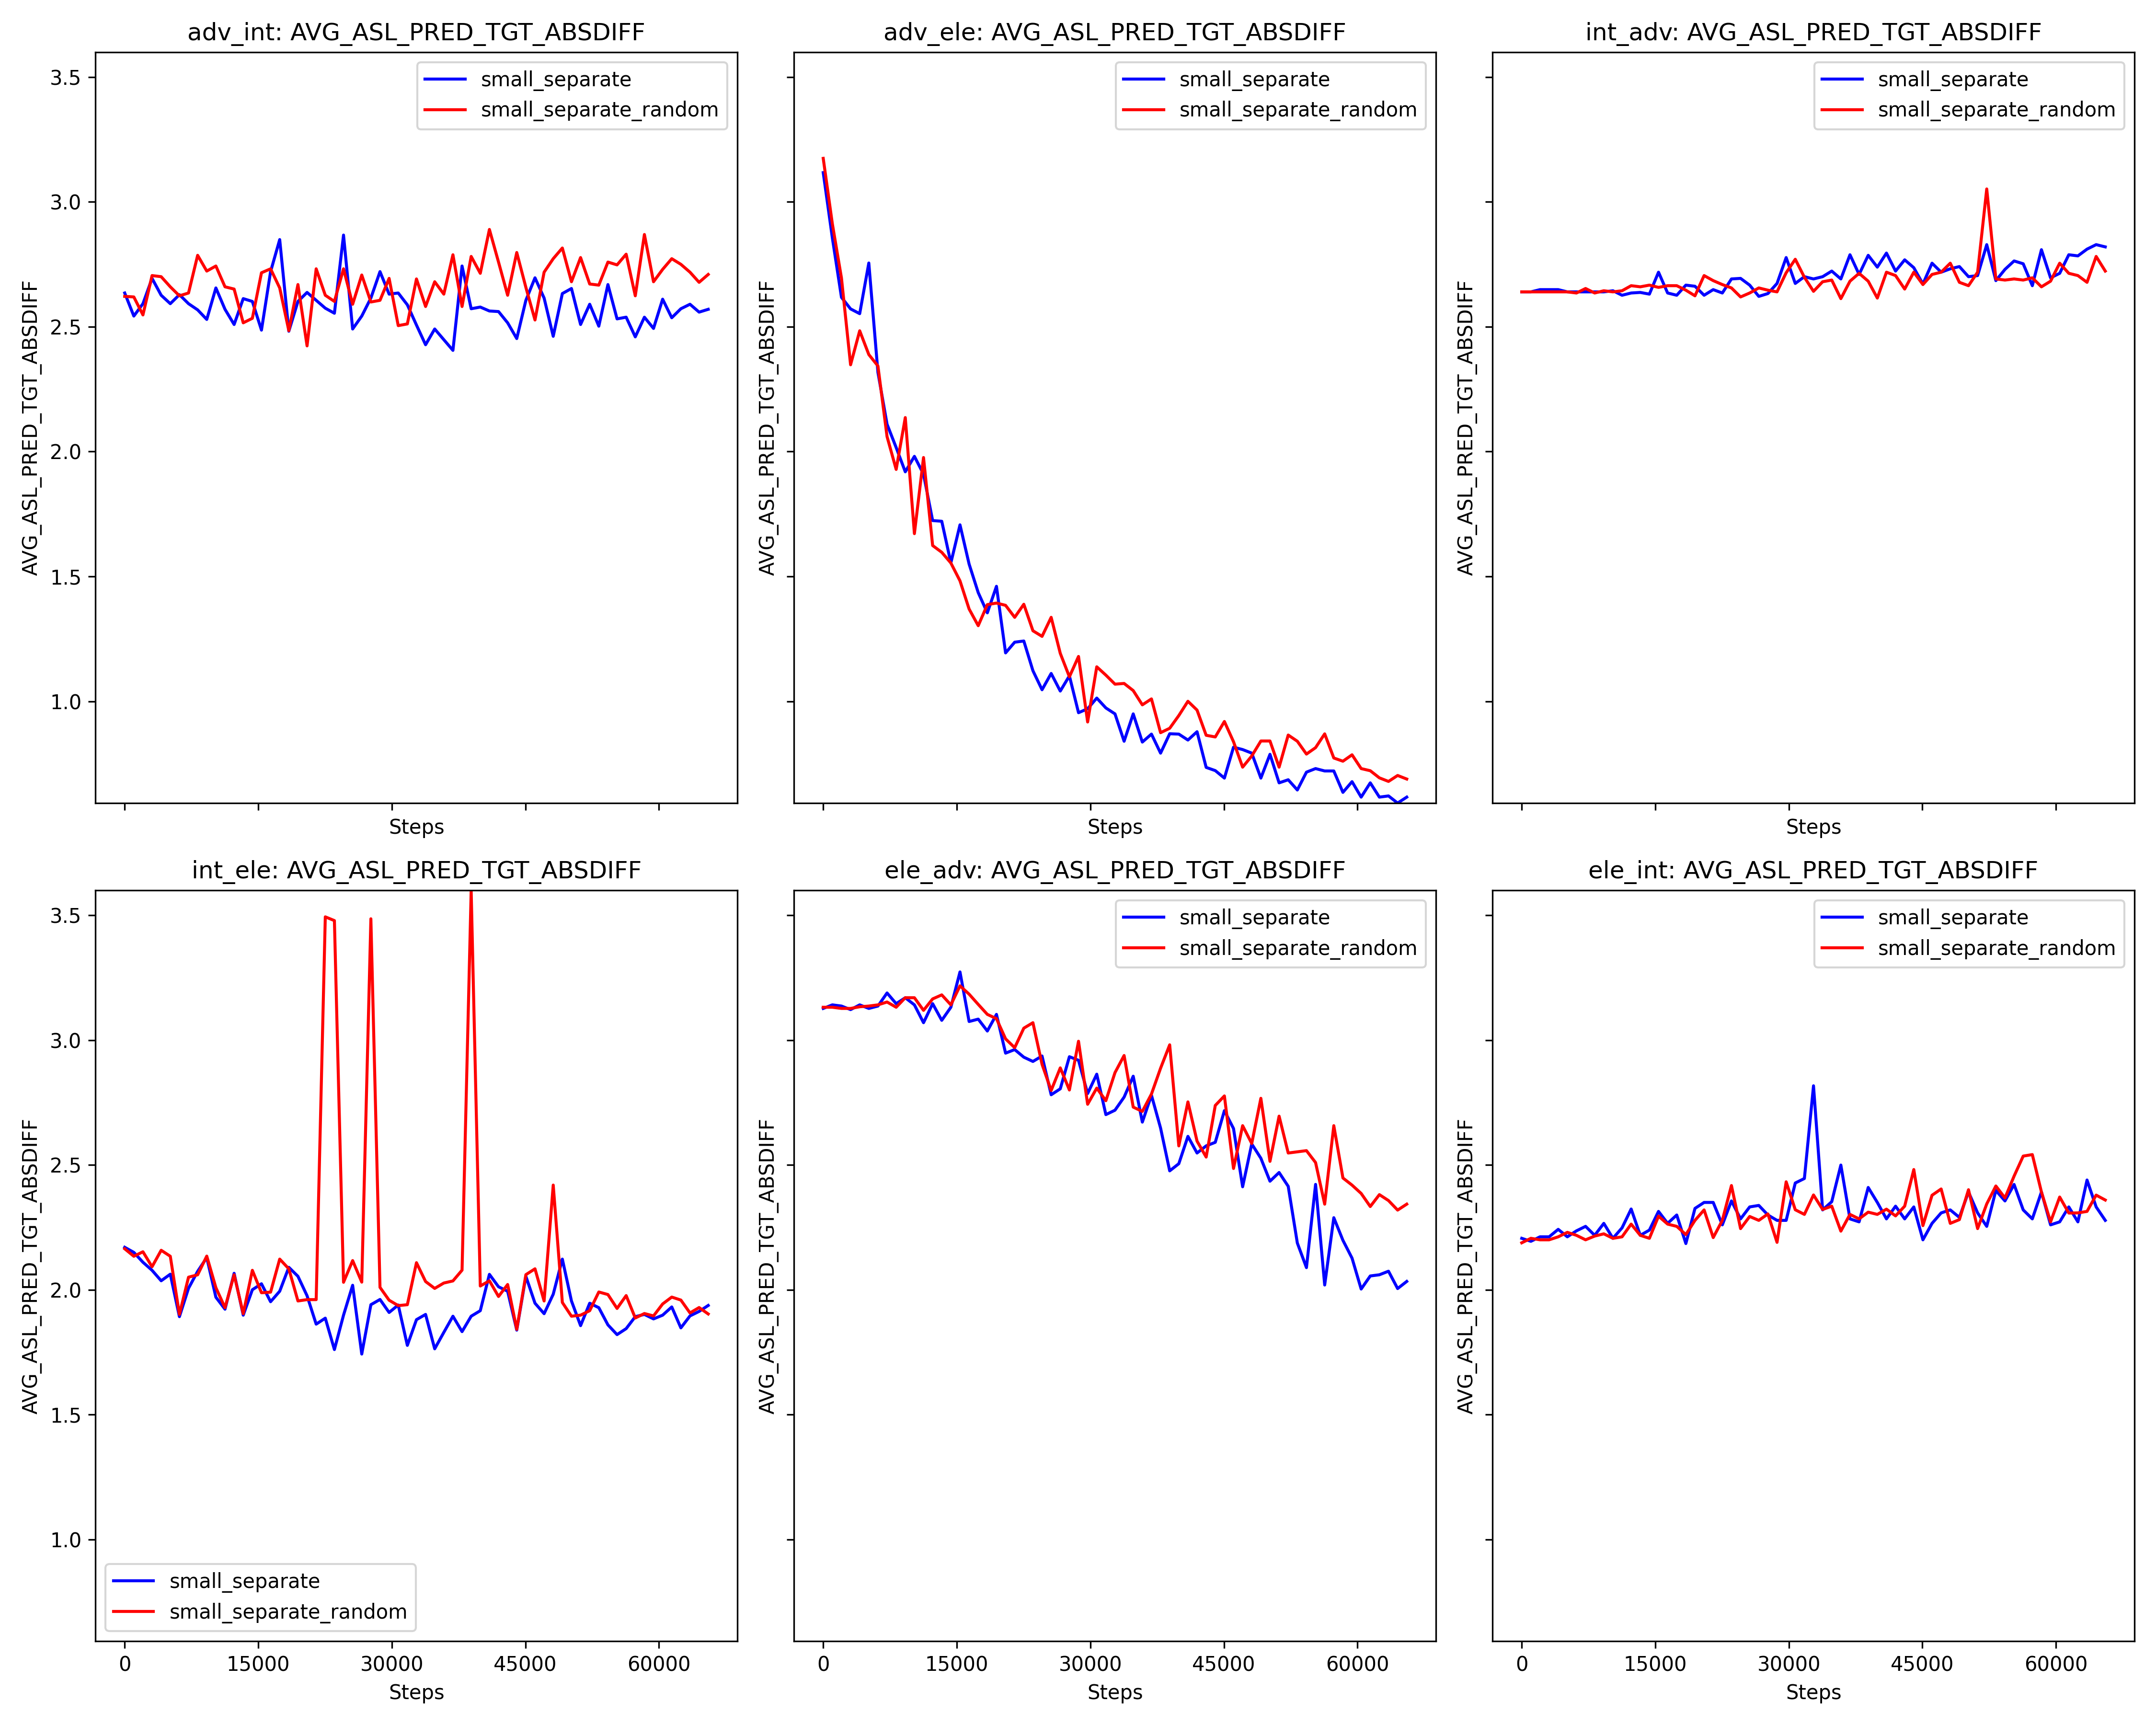 adv_int: AVG_ASL_PRED_TGT_ABSDIFF
adv_ele: AVG_ASL_PRED_TGT_ABSDIFF
int_adv: AVG_ASL_PRED_TGT_ABSDIFF
AVG_ASL_PRED_TGT_ABSDIFF
3.5
3.0
2.5
2.0
1.5
1.0
small_separate
small_separate_random
Steps
AVG_ASL_PRED_TGT_ABSDIFF
small_separate
small_separate_random
Steps
AVG_ASL_PRED_TGT_ABSDIFF
small_separate
small_separate_random
Steps
int_ele: AVG_ASL_PRED_TGT_ABSDIFF
ele_adv: AVG_ASL_PRED_TGT_ABSDIFF
ele_int: AVG_ASL_PRED_TGT_ABSDIFF
AVG_ASL_PRED_TGT_ABSDIFF
3.5
3.0
2.5
2.0
1.5
1.0
small_separate
small_separate_random
0 15000 30000 45000 60000
Steps
AVG_ASL_PRED_TGT_ABSDIFF
small_separate
small_separate_random
0 15000 30000 45000 60000
Steps
AVG_ASL_PRED_TGT_ABSDIFF
small_separate
small_separate_random
0 15000 30000 45000 60000
Steps